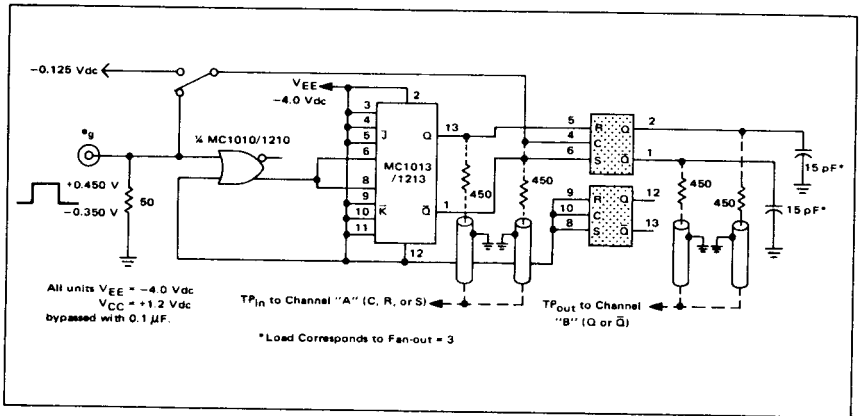 −0.125 Vdc
VEE
−4.0 Vdc
2
eg
¼ MC1010/1210
+0.450 V
−0.350 V
50
3
4
5
6
8
9
10
11
J
K̅
Q
Q̅
MC1013
/1213
13
1
12
450
450
5
4
6
R
C
S
Q
Q̅
2
1
9
10
8
R
C
S
Q
Q̅
12
13
450
450
15 pF*
15 pF*
All units VEE = −4.0 Vdc
VCC = +1.2 Vdc
bypassed with 0.1 μF.
TPin to Channel "A" (C, R, or S)
TPout to Channel
"B" (Q or Q̅)
*Load Corresponds to Fan-out = 3